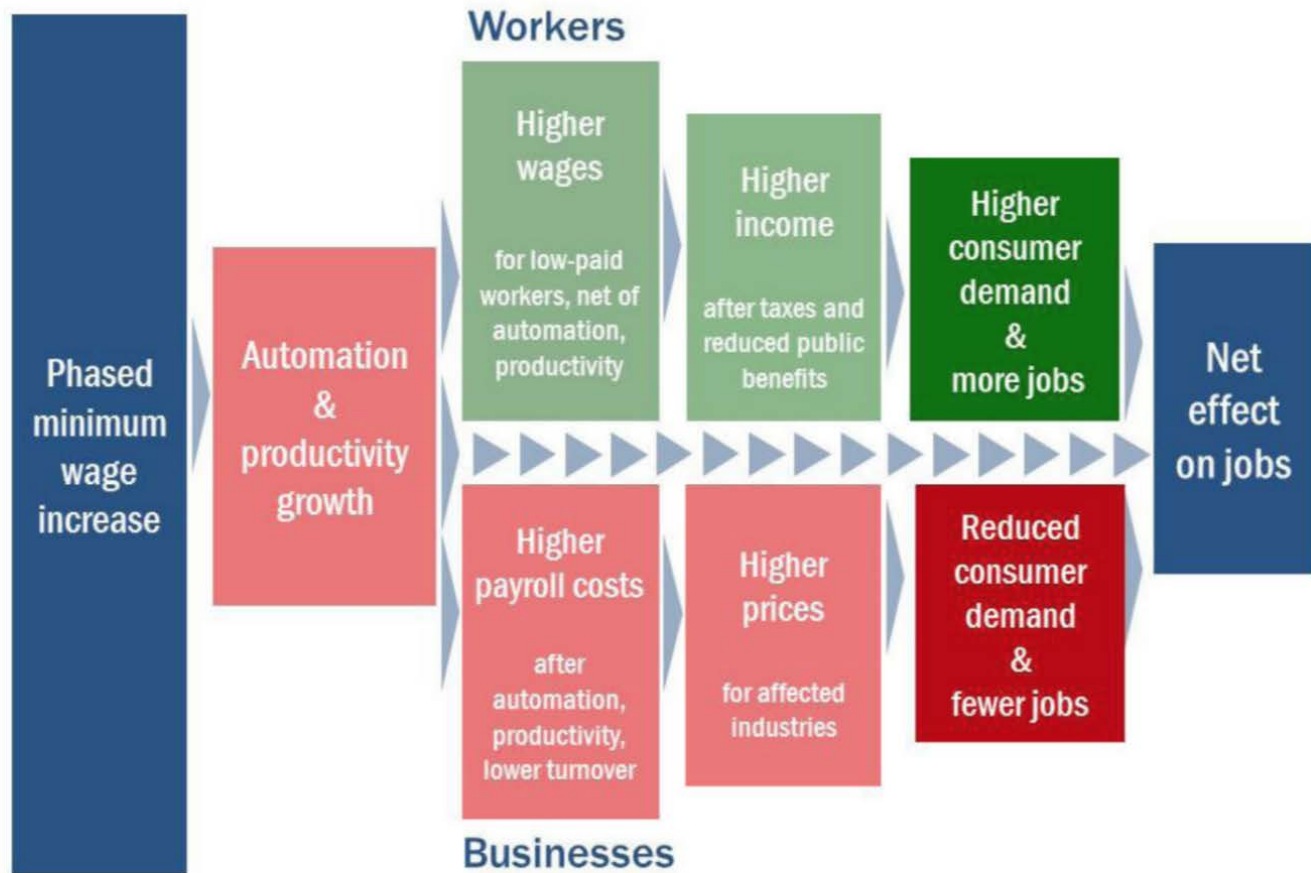 Workers
Phased
minimum
wage
increase
Automation
&
productivity
growth
Higher
wages
for low-paid
workers, net of
automation,
productivity
Higher
income
after taxes and
reduced public
benefits
Higher
consumer
demand
&
more jobs
Higher
payroll costs
after
automation,
productivity,
lower turnover
Higher
prices
for affected
industries
Reduced
consumer
demand
&
fewer jobs
Net
effect
on jobs
Businesses